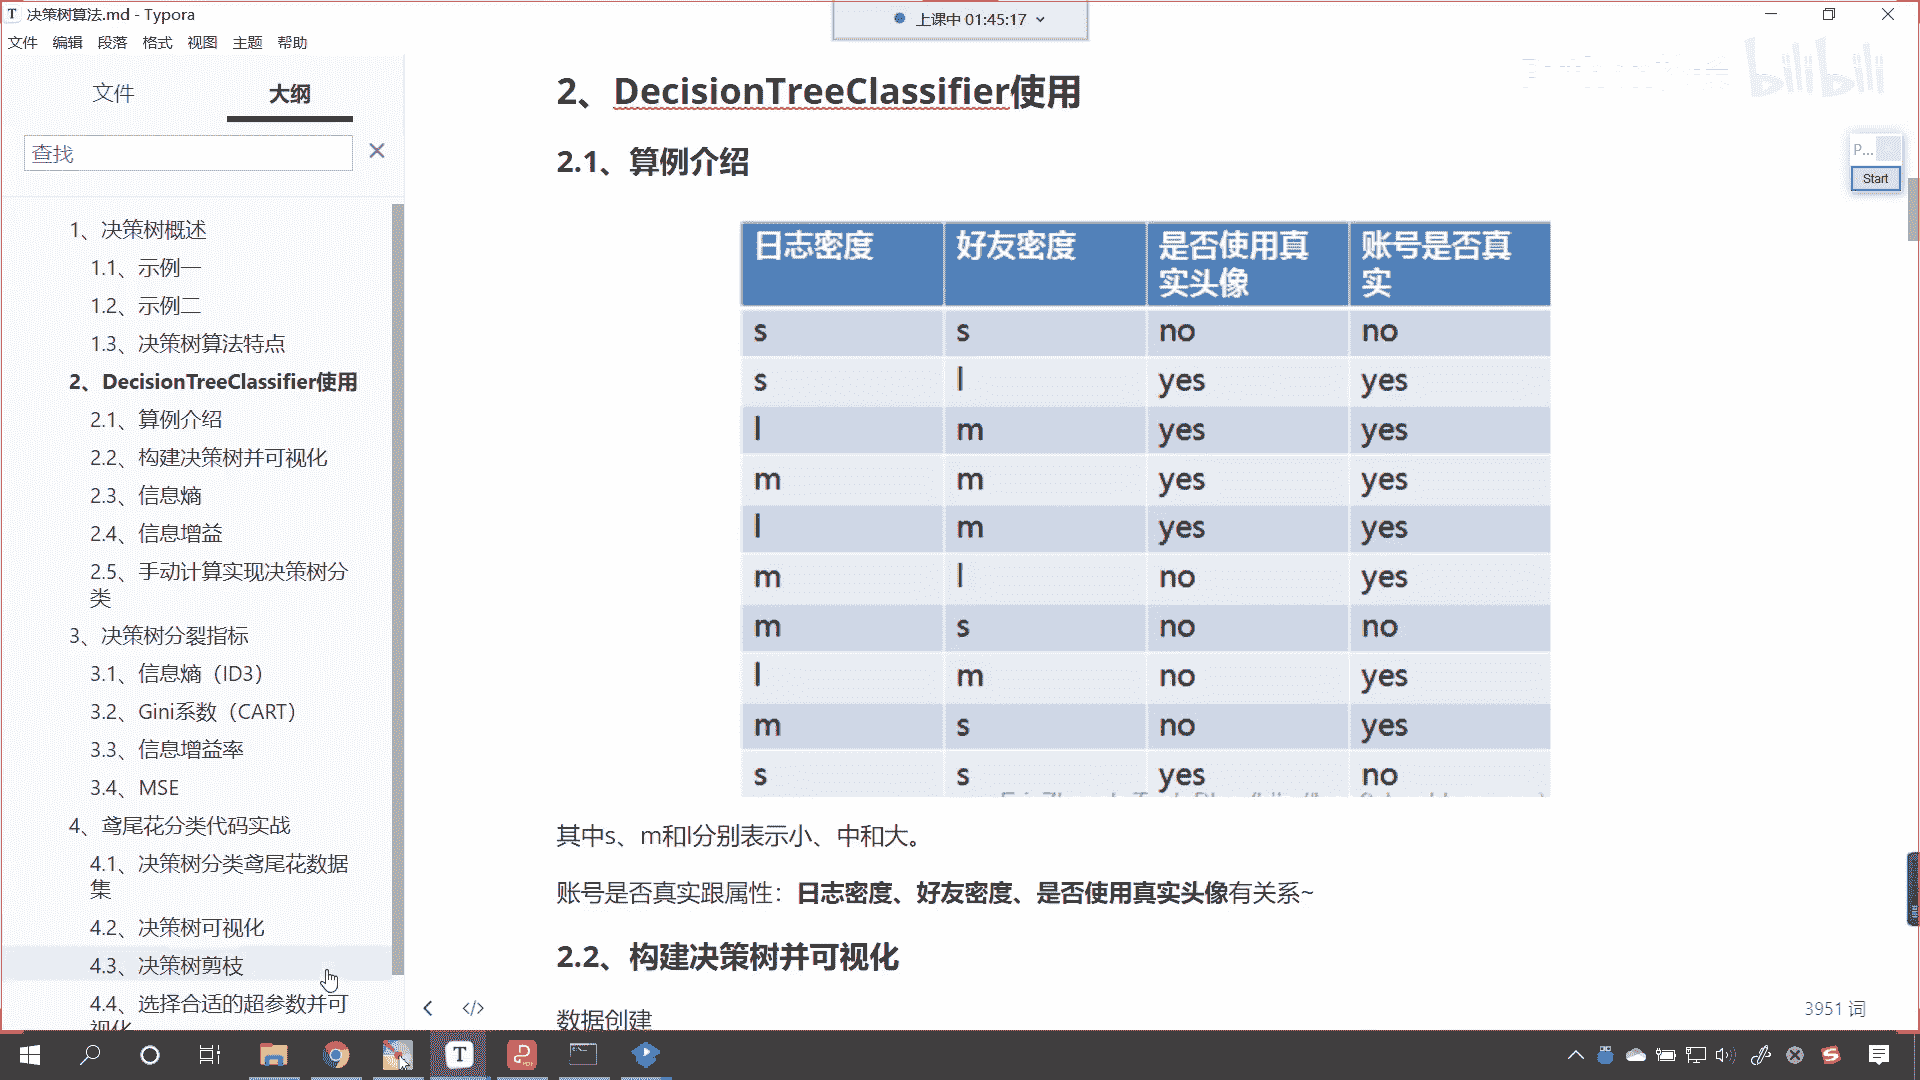 决策树算法.md - Typora
上课中 01:45:17
文件 编辑 段落 格式 视图 主题 帮助
文件 大纲
查找
1、决策树概述
1.1、示例一
1.2、示例二
1.3、决策树算法特点
2、DecisionTreeClassifier使用
2.1、算例介绍
2.2、构建决策树并可视化
2.3、信息熵
2.4、信息增益
2.5、手动计算实现决策树分
类
3、决策树分裂指标
3.1、信息熵（ID3）
3.2、Gini系数（CART）
3.3、信息增益率
3.4、MSE
4、鸢尾花分类代码实战
4.1、决策树分类鸢尾花数据
集
4.2、决策树可视化
4.3、决策树剪枝
4.4、选择合适的超参数并可
视化
2、DecisionTreeClassifier使用
2.1、算例介绍
日志密度 好友密度 是否使用真
实头像 账号是否真
实
s s no no
s l yes yes
l m yes yes
m m yes yes
l m yes yes
m l no yes
m s no no
l m no yes
m s no yes
s s yes no
其中s、m和l分别表示小、中和大。
账号是否真实跟属性：日志密度、好友密度、是否使用真实头像有关系~
2.2、构建决策树并可视化
数据创建
3951 词
bilibili
P...
Start